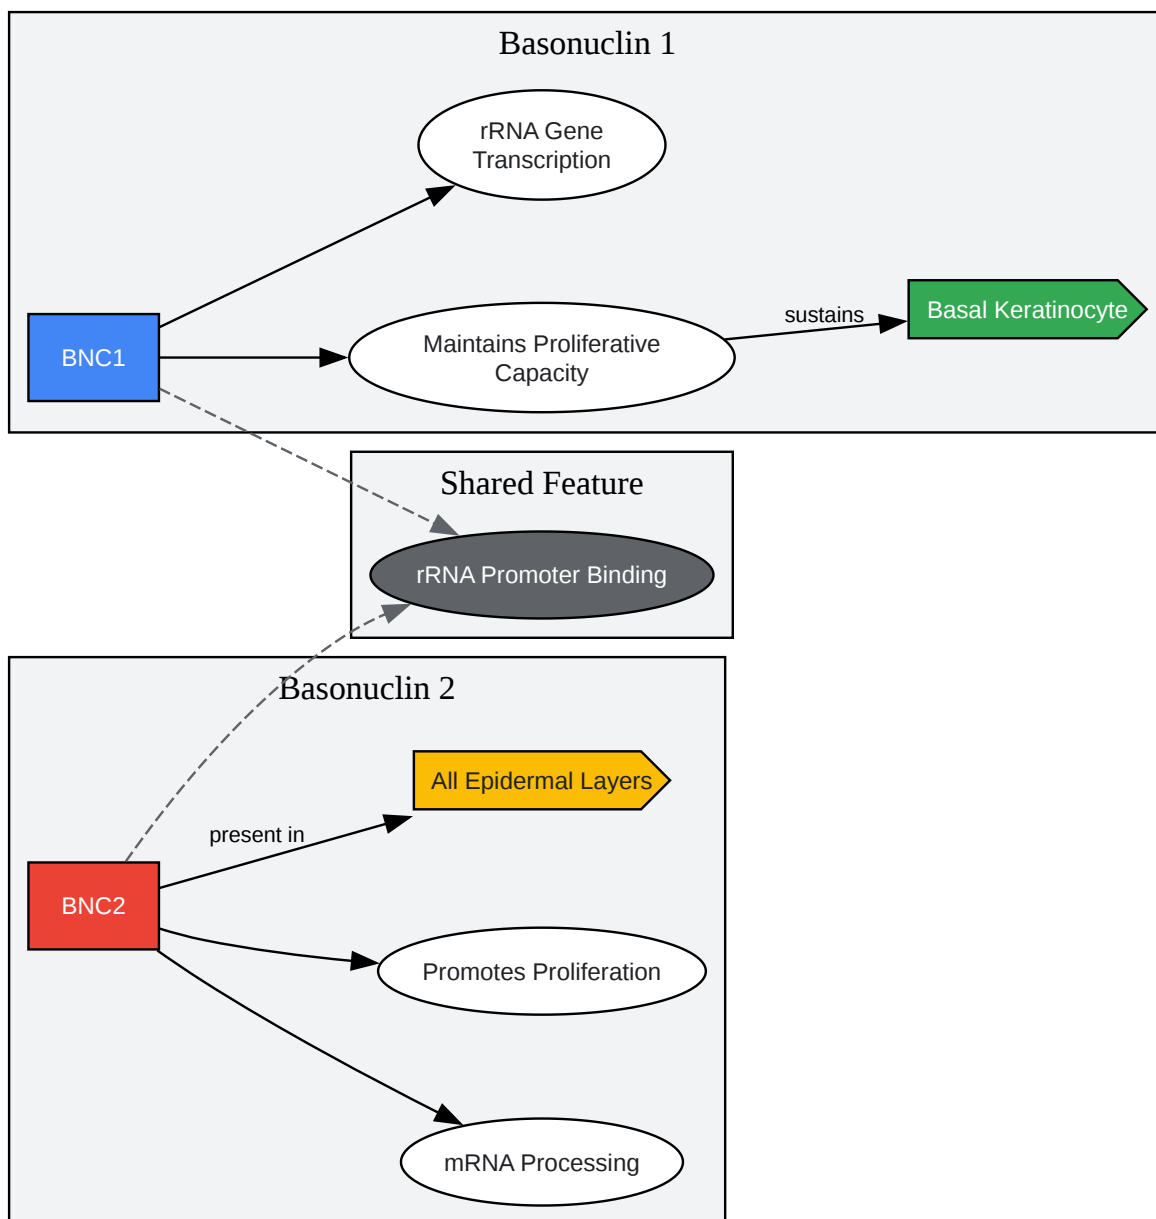 Basonuclin 1
rRNA Gene
Transcription
sustains
Basal Keratinocyte
BNC1
Maintains Proliferative
Capacity
Shared Feature
rRNA Promoter Binding
Basonuclin 2
All Epidermal Layers
present in
BNC2
Promotes Proliferation
mRNA Processing